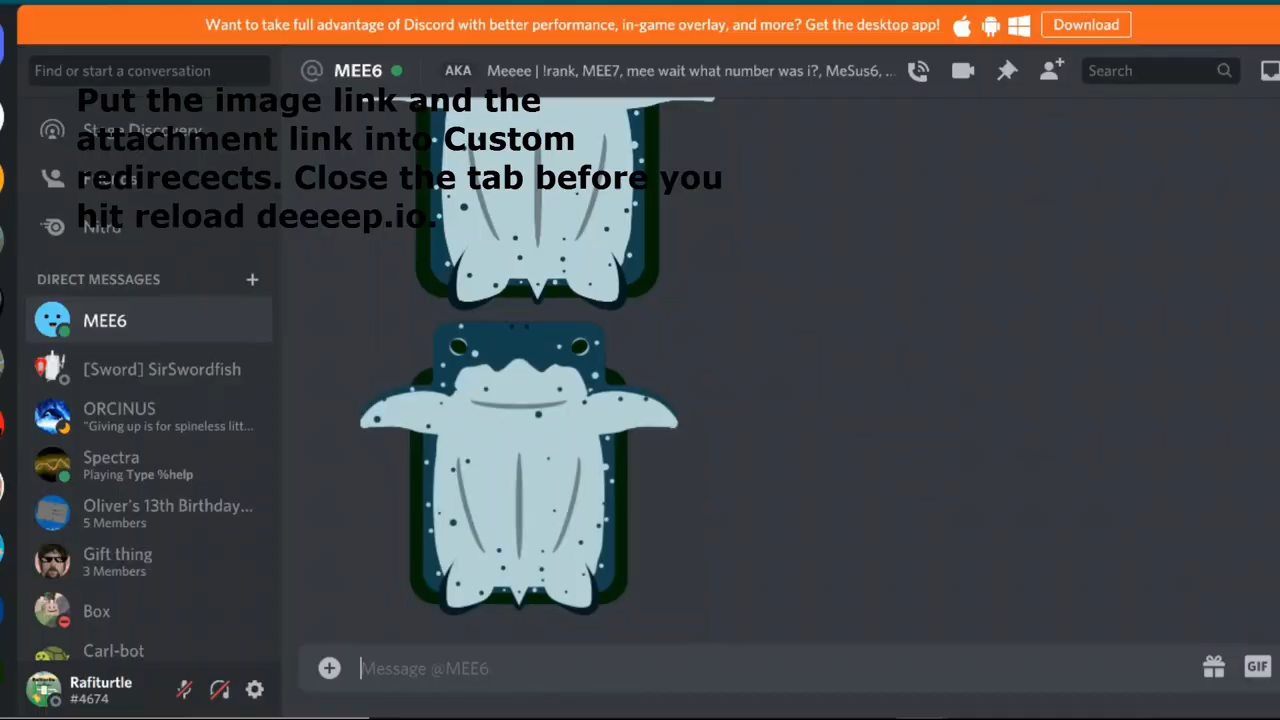 Want to take full advantage of Discord with better performance, in-game overlay, and more? Get the desktop app!
Download
Find or start a conversation
MEE6
AKA
Meeee | !rank, MEE7, mee wait what number was i?, MeSus6, ...
Search
Put the image link and the
attachment link into Custom
redirecects. Close the tab before you
hit reload deeeeep.io.
Stage Discovery
Friends
Nitro
DIRECT MESSAGES
MEE6
[Sword] SirSwordfish
ORCINUS
"Giving up is for spineless litt...
Spectra
Playing Type %help
Oliver's 13th Birthday...
5 Members
Gift thing
3 Members
Box
Carl-bot
Rafiturtle
#4674
Message @MEE6
GIF